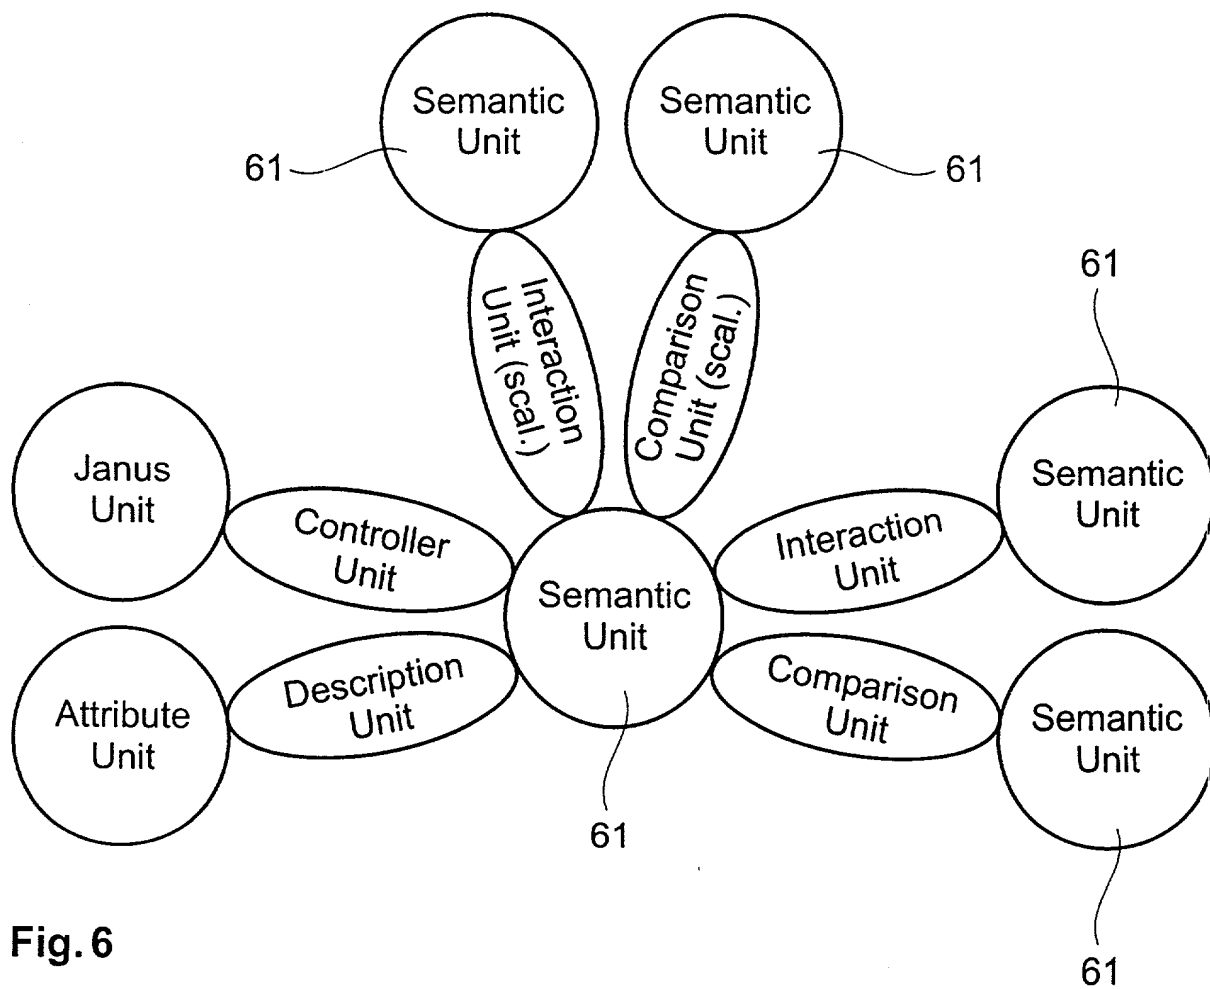 Semantic
Unit
Semantic
Unit
61
61
61
Interaction
Unit (scal.)
Comparison
Unit (scal.)
Janus
Unit
Semantic
Unit
Controller
Unit
Interaction
Unit
Semantic
Unit
Attribute
Unit
Description
Unit
Comparison
Unit
Semantic
Unit
61
61
Fig. 6